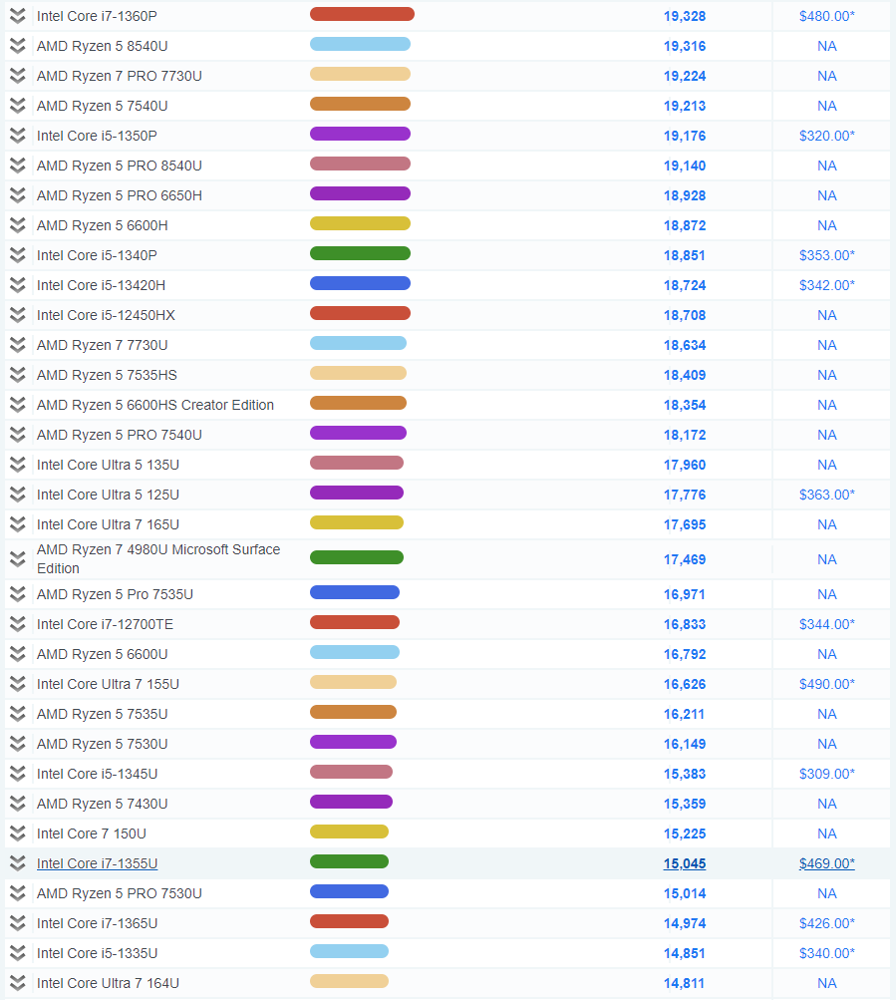 Intel Core i7-1360P 19,328 $480.00*
AMD Ryzen 5 8540U 19,316 NA
AMD Ryzen 7 PRO 7730U 19,224 NA
AMD Ryzen 5 7540U 19,213 NA
Intel Core i5-1350P 19,176 $320.00*
AMD Ryzen 5 PRO 8540U 19,140 NA
AMD Ryzen 5 PRO 6650H 18,928 NA
AMD Ryzen 5 6600H 18,872 NA
Intel Core i5-1340P 18,851 $353.00*
Intel Core i5-13420H 18,724 $342.00*
Intel Core i5-12450HX 18,708 NA
AMD Ryzen 7 7730U 18,634 NA
AMD Ryzen 5 7535HS 18,409 NA
AMD Ryzen 5 6600HS Creator Edition 18,354 NA
AMD Ryzen 5 PRO 7540U 18,172 NA
Intel Core Ultra 5 135U 17,960 NA
Intel Core Ultra 5 125U 17,776 $363.00*
Intel Core Ultra 7 165U 17,695 NA
AMD Ryzen 7 4980U Microsoft Surface
Edition 17,469 NA
AMD Ryzen 5 Pro 7535U 16,971 NA
Intel Core i7-12700TE 16,833 $344.00*
AMD Ryzen 5 6600U 16,792 NA
Intel Core Ultra 7 155U 16,626 $490.00*
AMD Ryzen 5 7535U 16,211 NA
AMD Ryzen 5 7530U 16,149 NA
Intel Core i5-1345U 15,383 $309.00*
AMD Ryzen 5 7430U 15,359 NA
Intel Core 7 150U 15,225 NA
Intel Core i7-1355U 15,045 $469.00*
AMD Ryzen 5 PRO 7530U 15,014 NA
Intel Core i7-1365U 14,974 $426.00*
Intel Core i5-1335U 14,851 $340.00*
Intel Core Ultra 7 164U 14,811 NA